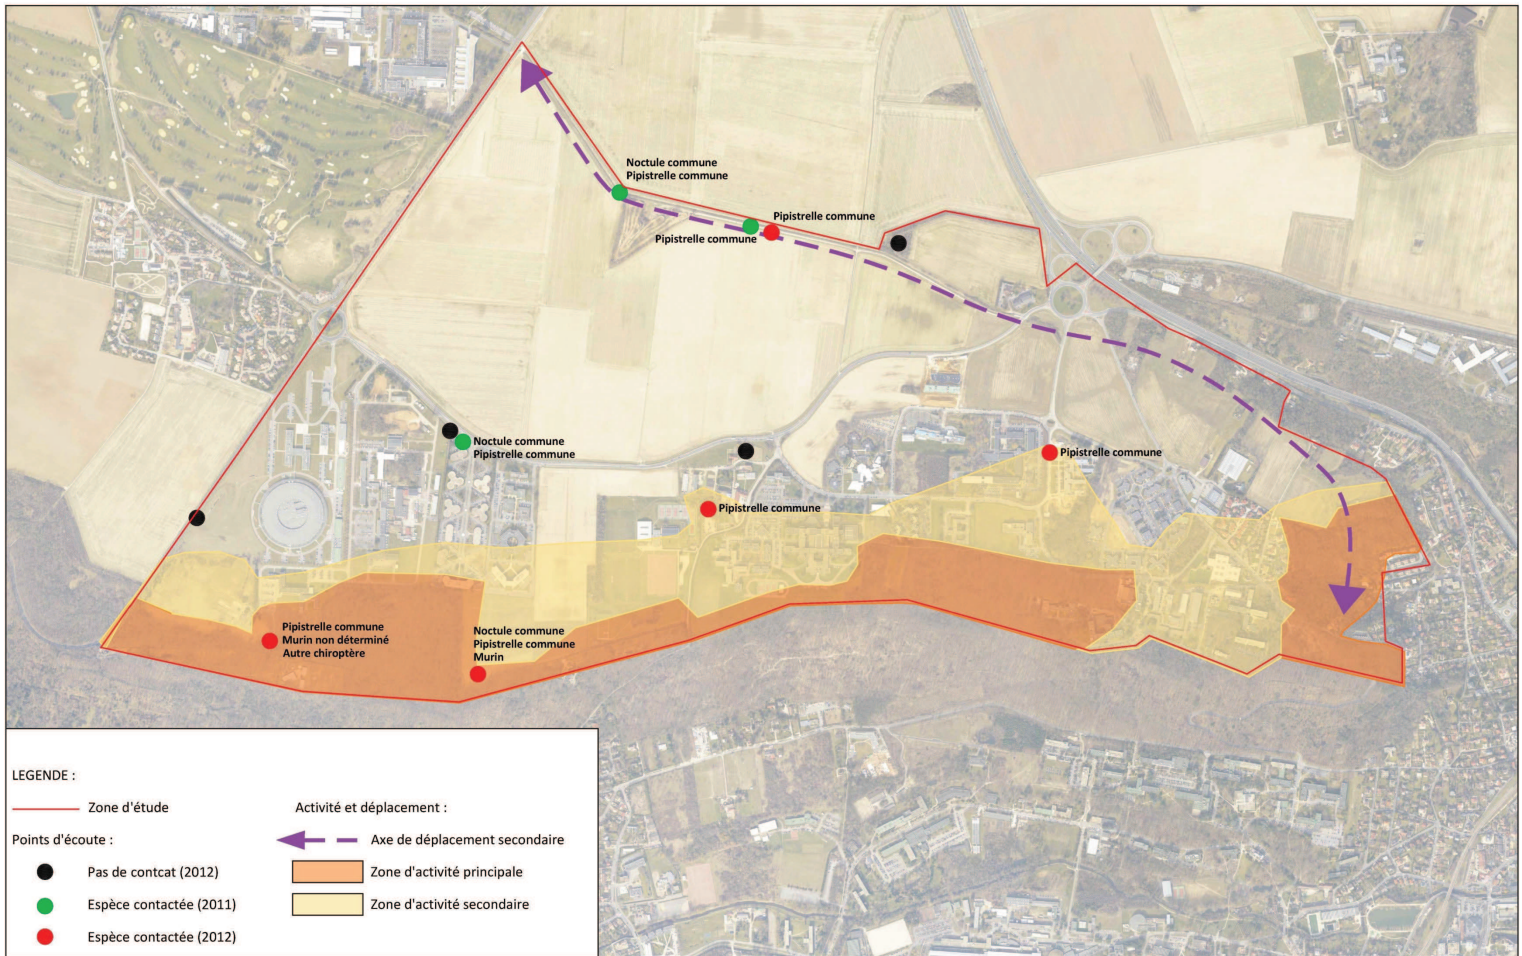 Noctule commune
Pipistrelle commune
Pipistrelle commune
Pipistrelle commune
Noctule commune
Pipistrelle commune
Pipistrelle commune
Pipistrelle commune
Pipistrelle commune
Murin non déterminé
Autre chiroptère
Noctule commune
Pipistrelle commune
Murin
LEGENDE :
Zone d'étude
Activité et déplacement :
Points d'écoute :
Axe de déplacement secondaire
Pas de contcat (2012)
Zone d'activité principale
Espèce contactée (2011)
Zone d'activité secondaire
Espèce contactée (2012)